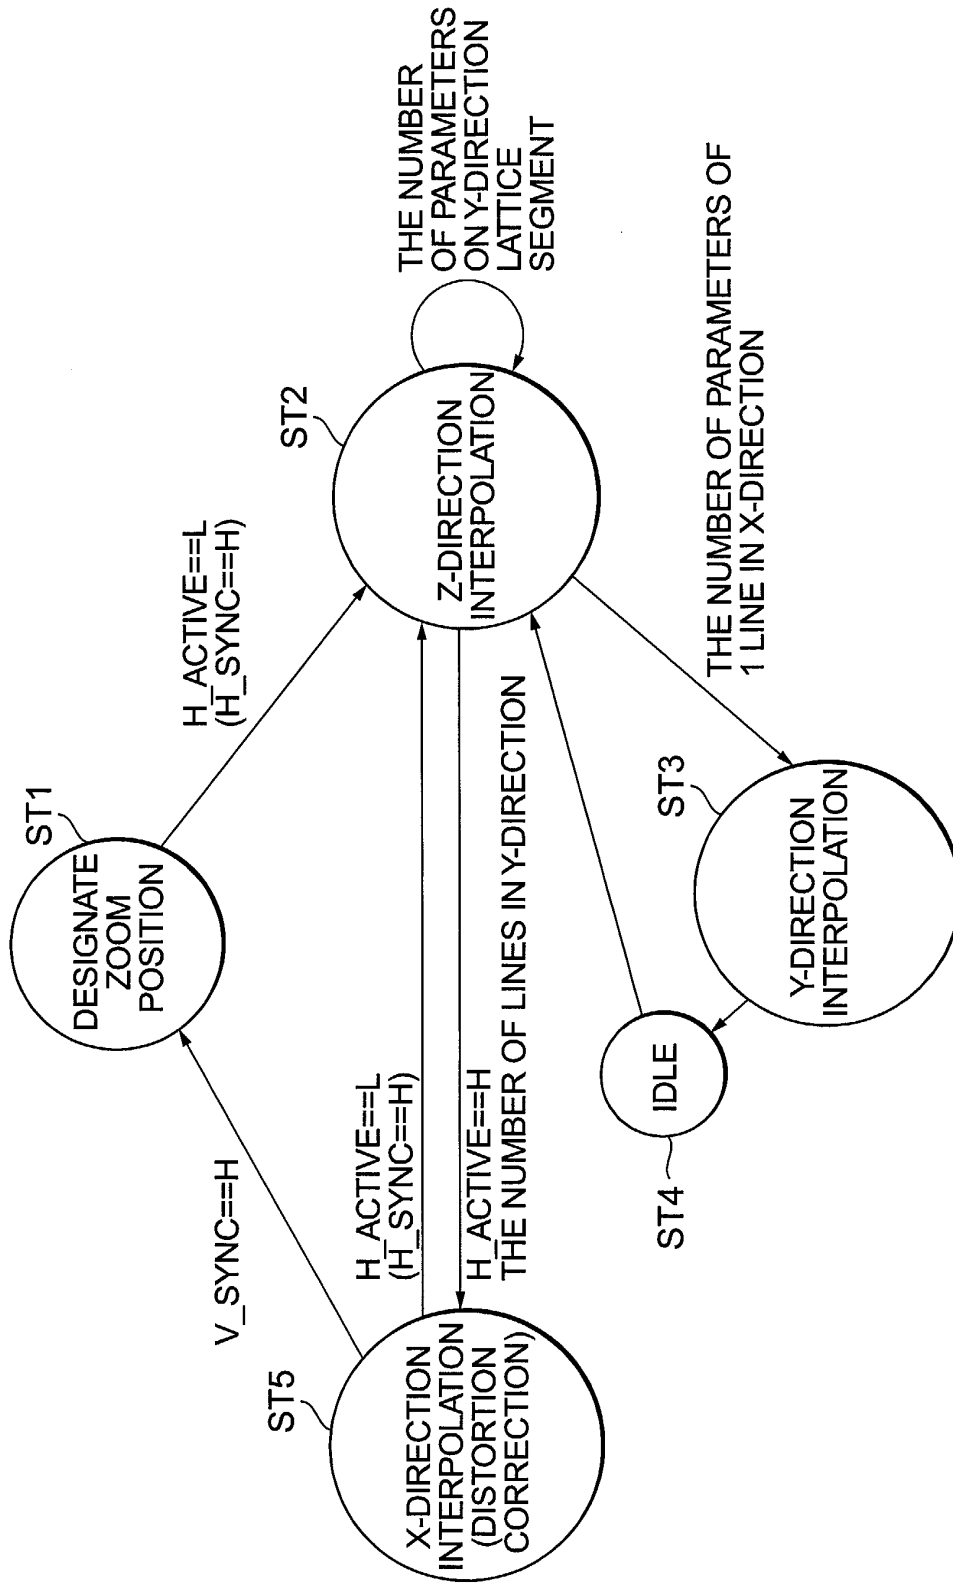 ST1
DESIGNATE
ZOOM
POSITION
V_SYNC==H
H_ACTIVE==L
(H_SYNC==H)
ST5
X-DIRECTION
INTERPOLATION
(DISTORTION
CORRECTION)
H_ACTIVE==L
(H_SYNC==H)
H_ACTIVE==H
THE NUMBER OF LINES IN Y-DIRECTION
ST2
Z-DIRECTION
INTERPOLATION
THE NUMBER
OF PARAMETERS
ON Y-DIRECTION
LATTICE
SEGMENT
ST4
IDLE
ST3
Y-DIRECTION
INTERPOLATION
THE NUMBER OF PARAMETERS OF
1 LINE IN X-DIRECTION